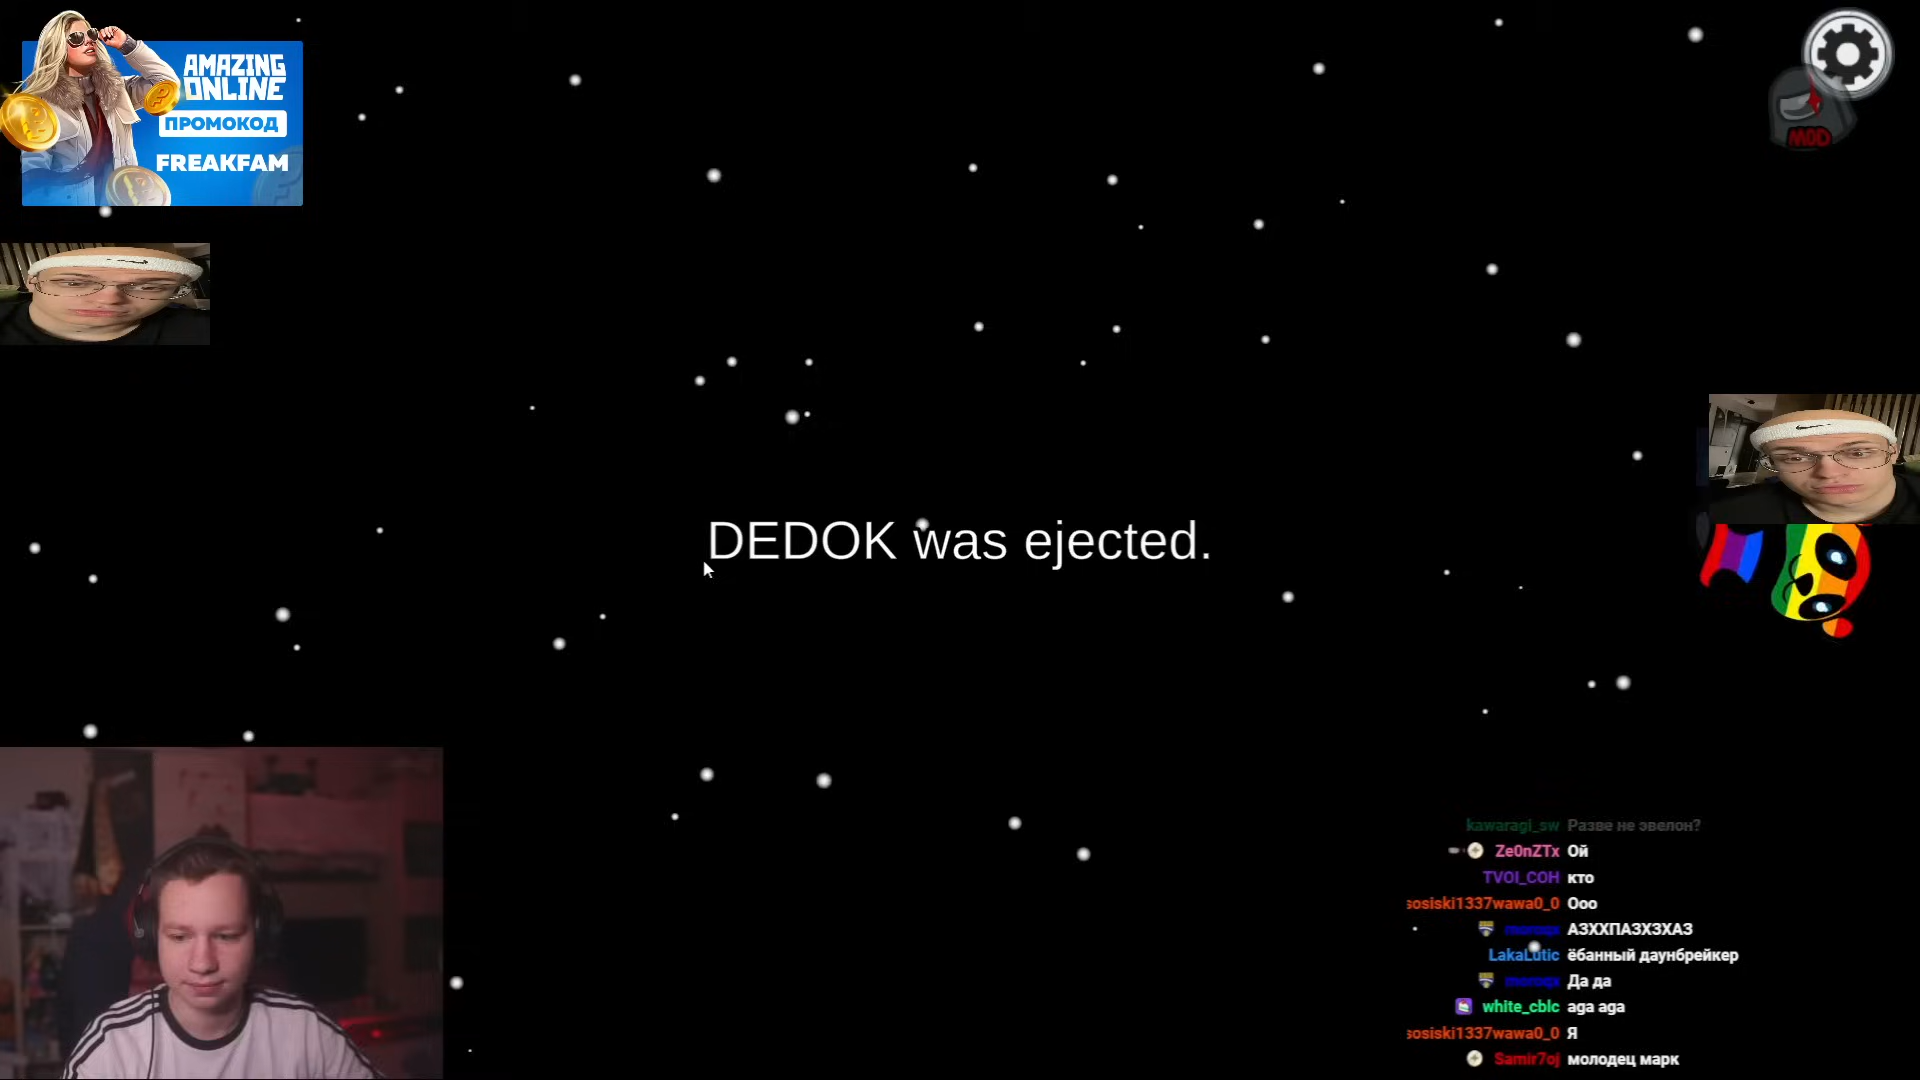 AMAZING
ONLINE
ПРОМОКОД
FREAKFAM
MOD
DEDOK was ejected.
kawaragi_sw Разве не эвелон?
Ze0nZTx Ой
TVOI_COH кто
sosiski1337wawa0_0 Ооо
АЗХХПАЗХЗХАЗ
LakaLutic ёбанный даунбрейкер
Да да
white_cblc aga aga
sosiski1337wawa0_0 Я
Samir7oj молодец марк